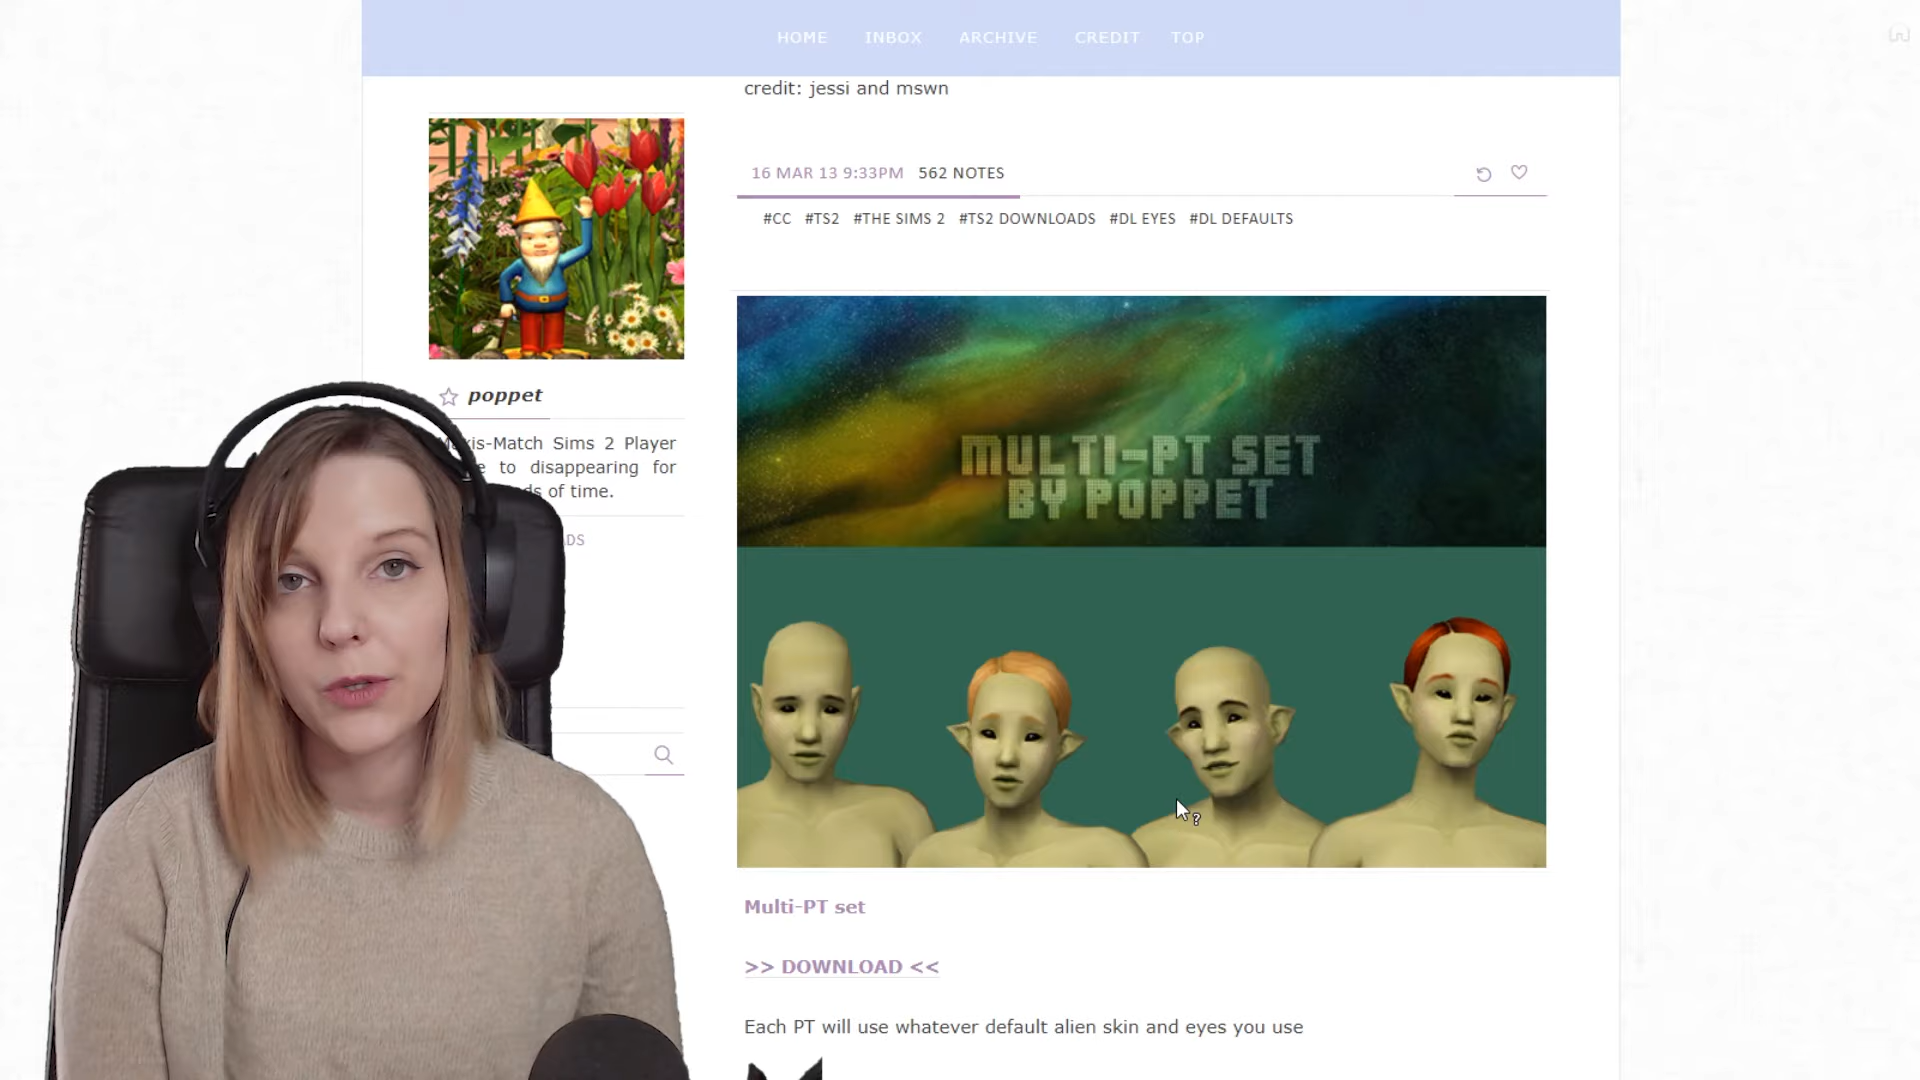 HOME INBOX ARCHIVE CREDIT TOP
credit: jessi and mswn
16 MAR 13 9:33PM 562 NOTES
#CC #TS2 #THE SIMS 2 #TS2 DOWNLOADS #DL EYES #DL DEFAULTS
poppet
Maxis-Match Sims 2 Player
to disappearing for
of time.
MULTI-PT SET
BY POPPET
Multi-PT set
>> DOWNLOAD <<
Each PT will use whatever default alien skin and eyes you use